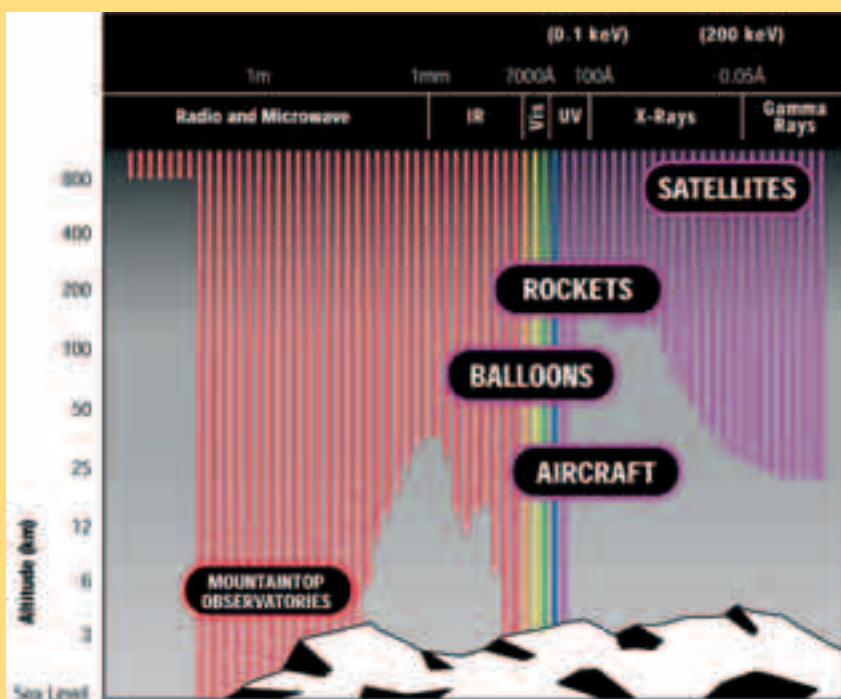 (0.1 keV) (200 keV)
1m 1mm 7000Å 100Å 0.05Å
Radio and Microwave IR Vis UV X-Rays Gamma Rays
800
SATELLITES
400
200
ROCKETS
100
BALLOONS
50
25
AIRCRAFT
12
6
MOUNTAINTOP
OBSERVATORIES
Altitude (km)
Sea Level